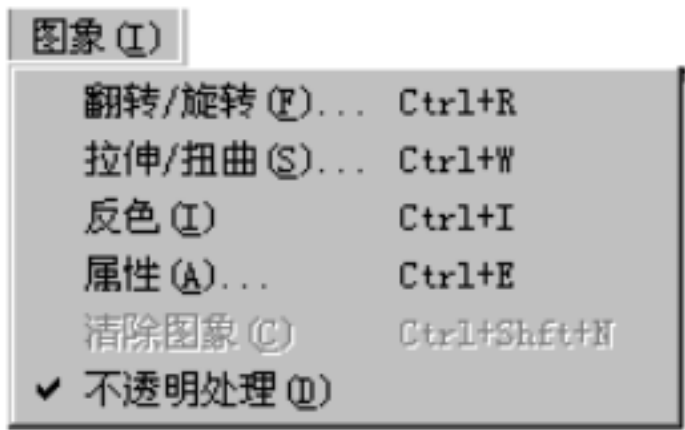 图象(I)
翻转/旋转(F)... Ctrl+R
拉伸/扭曲(S)... Ctrl+W
反色(I) Ctrl+I
属性(A)... Ctrl+E
清除图象(C) Ctrl+Shft+N
✔ 不透明处理(D)